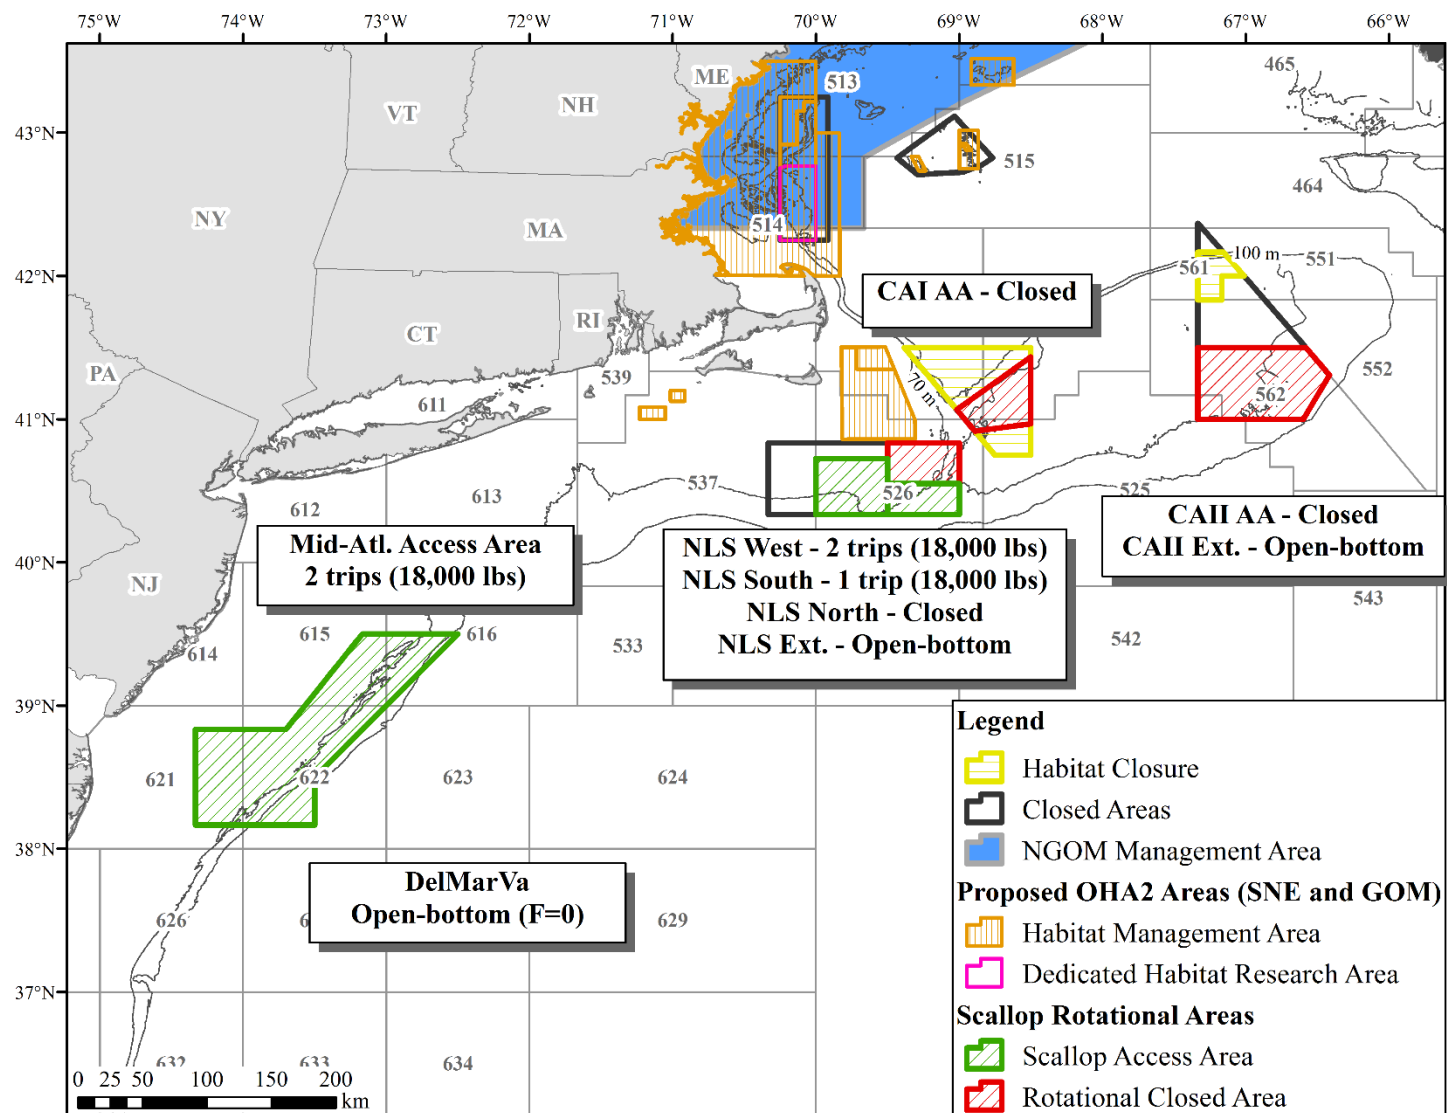 75°W 74°W 73°W 72°W 71°W 70°W 69°W 68°W 67°W 66°W
43°N
42°N
41°N
40°N
39°N
38°N
37°N
ME
513
465
VT
NH
515
464
NY
MA
514
100 m
551
561
CAI AA - Closed
RI
CT
PA
539
552
70 m
562
611
537
526
525
613
612
CAII AA - Closed
CAII Ext. - Open-bottom
Mid-Atl. Access Area
2 trips (18,000 lbs)
NLS West - 2 trips (18,000 lbs)
NLS South - 1 trip (18,000 lbs)
NLS North - Closed
NLS Ext. - Open-bottom
NJ
543
615
616
614
533
542
621
622
623
624
DelMarVa
Open-bottom (F=0)
626
629
632
633
634
0 25 50 100 150 200
km
Legend
Habitat Closure
Closed Areas
NGOM Management Area
Proposed OHA2 Areas (SNE and GOM)
Habitat Management Area
Dedicated Habitat Research Area
Scallop Rotational Areas
Scallop Access Area
Rotational Closed Area